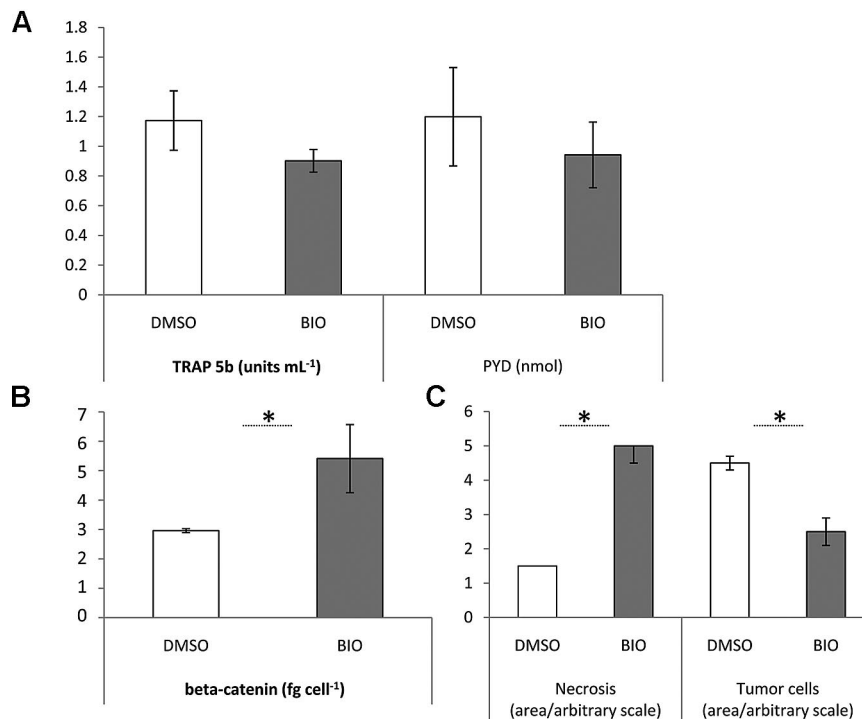 A
1.8
1.6
1.4
1.2
1
0.8
0.6
0.4
0.2
0
DMSO BIO DMSO BIO
TRAP 5b (units mL⁻¹) PYD (nmol)
B
7
6
5
4
3
2
1
0
*
DMSO BIO
beta-catenin (fg cell⁻¹)
C
6
5
4
3
2
1
0
* *
DMSO BIO DMSO BIO
Necrosis Tumor cells
(area/arbitrary scale) (area/arbitrary scale)